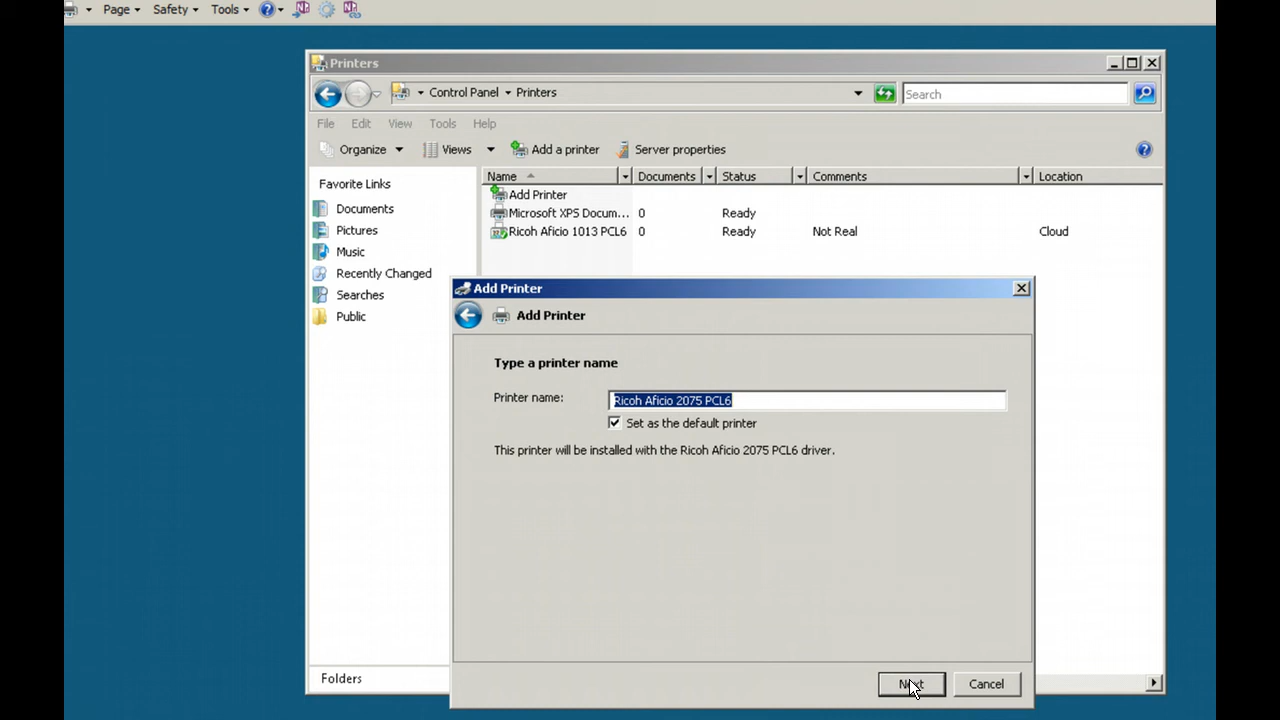 Page Safety Tools
Printers
Control Panel Printers
Search
File Edit View Tools Help
Organize Views Add a printer Server properties
Favorite Links
Documents
Pictures
Music
Recently Changed
Searches
Public
Folders
Name Documents Status Comments Location
Add Printer
Microsoft XPS Docum... 0 Ready
Ricoh Aficio 1013 PCL6 0 Ready Not Real Cloud
Add Printer
Add Printer
Type a printer name
Printer name: Ricoh Aficio 2075 PCL6
Set as the default printer
This printer will be installed with the Ricoh Aficio 2075 PCL6 driver.
Next Cancel